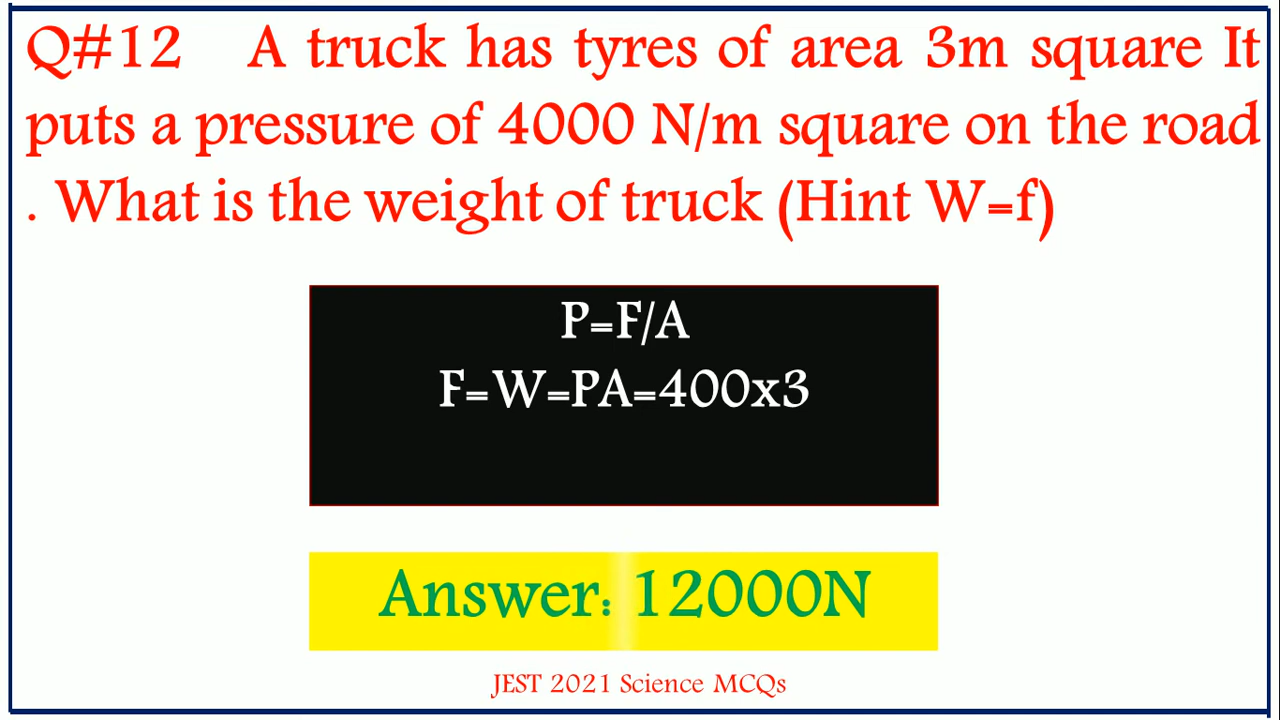 Q#12 A truck has tyres of area 3m square It
puts a pressure of 4000 N/m square on the road
. What is the weight of truck (Hint W=f)
P=F/A
F=W=PA=400x3
Answer: 12000N
JEST 2021 Science MCQs